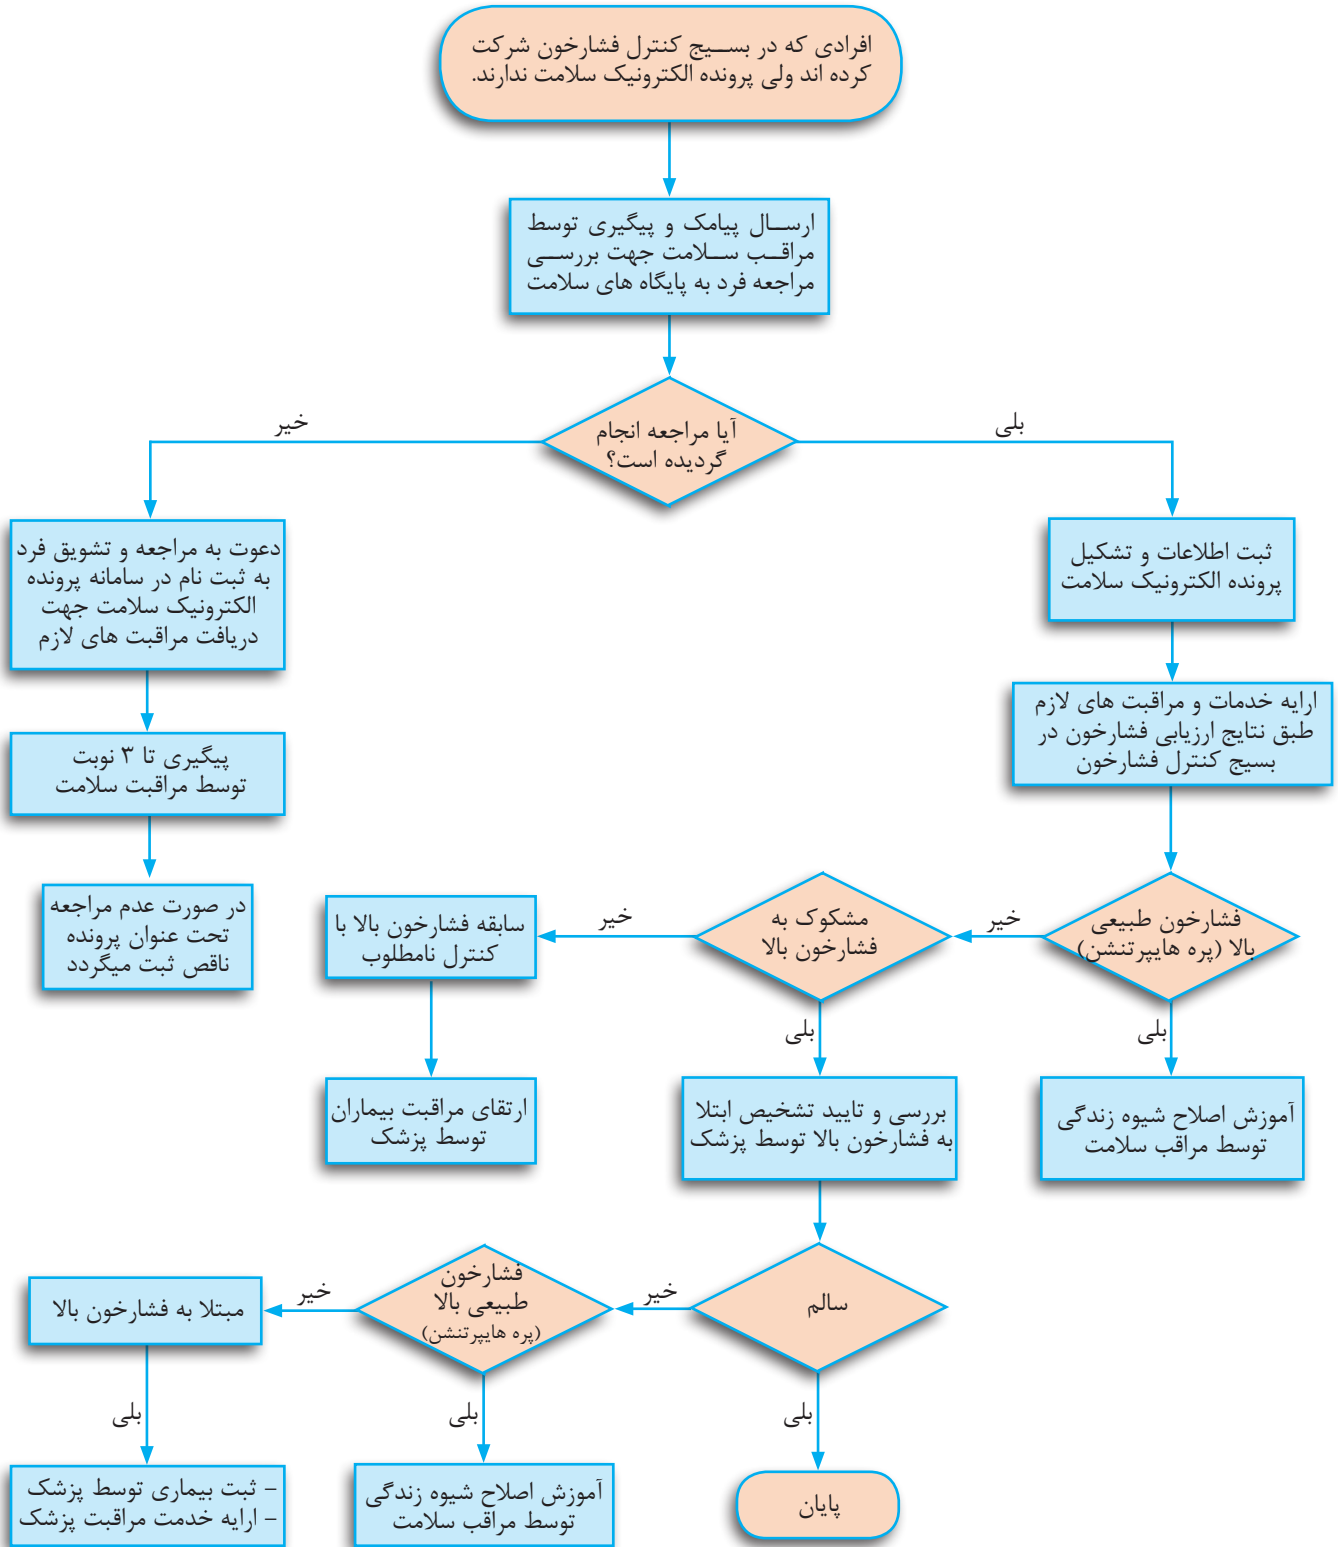 افرادی که در بسیج کنترل فشارخون شرکت
کرده اند ولی پرونده الکترونیک سلامت ندارند.
ارسال پیامک و پیگیری توسط
مراقب سلامت جهت بررسی
مراجعه فرد به پایگاه های سلامت
آیا مراجعه انجام
گردیده است؟
بلی
خیر
ثبت اطلاعات و تشکیل
پرونده الکترونیک سلامت
دعوت به مراجعه و تشویق فرد
به ثبت نام در سامانه پرونده
الکترونیک سلامت جهت
دریافت مراقبت های لازم
ارایه خدمات و مراقبت های لازم
طبق نتایج ارزیابی فشارخون در
بسیج کنترل فشارخون
پیگیری تا ۳ نوبت
توسط مراقبت سلامت
در صورت عدم مراجعه
تحت عنوان پرونده
ناقص ثبت میگردد
فشارخون طبیعی
بالا (پره هایپرتنشن)
خیر
مشکوک به
فشارخون بالا
خیر
سابقه فشارخون بالا با
کنترل نامطلوب
بلی
بلی
آموزش اصلاح شیوه زندگی
توسط مراقب سلامت
بررسی و تایید تشخیص ابتلا
به فشارخون بالا توسط پزشک
ارتقای مراقبت بیماران
توسط پزشک
سالم
خیر
فشارخون
طبیعی بالا
(پره هایپرتنشن)
خیر
مبتلا به فشارخون بالا
بلی
بلی
بلی
پایان
آموزش اصلاح شیوه زندگی
توسط مراقب سلامت
- ثبت بیماری توسط پزشک
- ارایه خدمت مراقبت پزشک